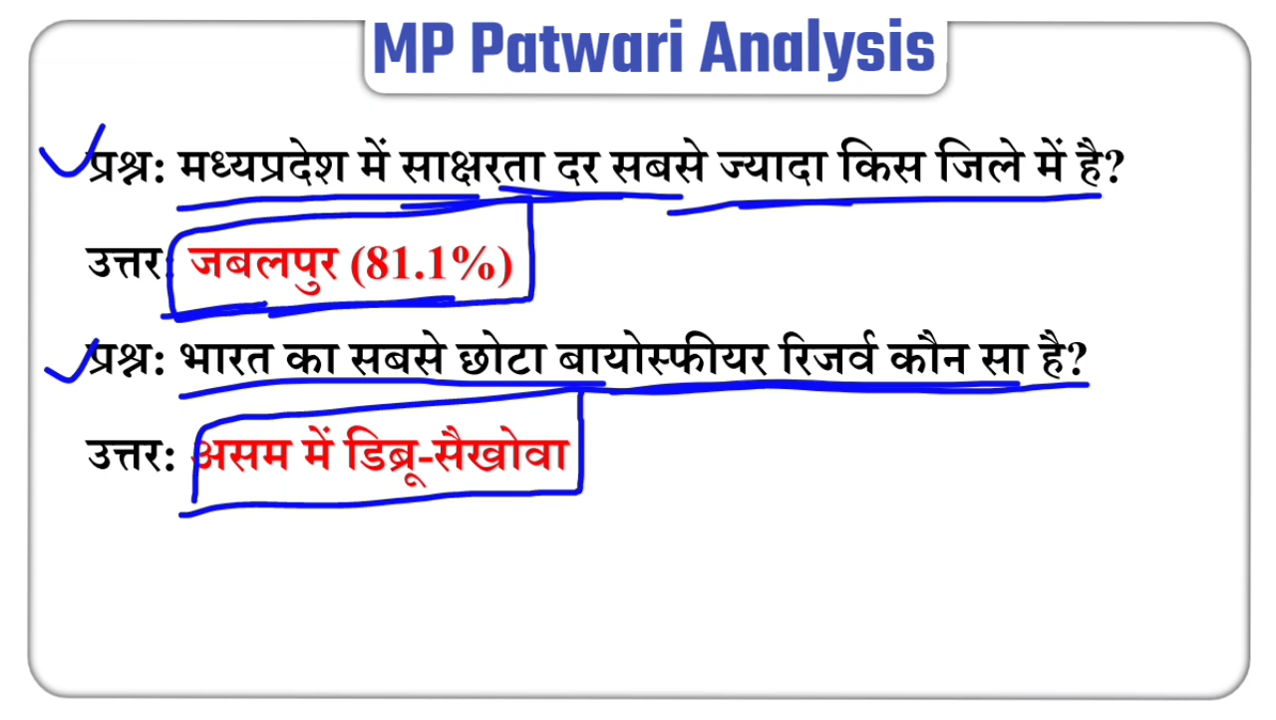 MP Patwari Analysis
प्रश्न: मध्यप्रदेश में साक्षरता दर सबसे ज्यादा किस जिले में है?
उत्तर: जबलपुर (81.1%)
प्रश्न: भारत का सबसे छोटा बायोस्फीयर रिजर्व कौन सा है?
उत्तर: असम में डिब्रू-सैखोवा